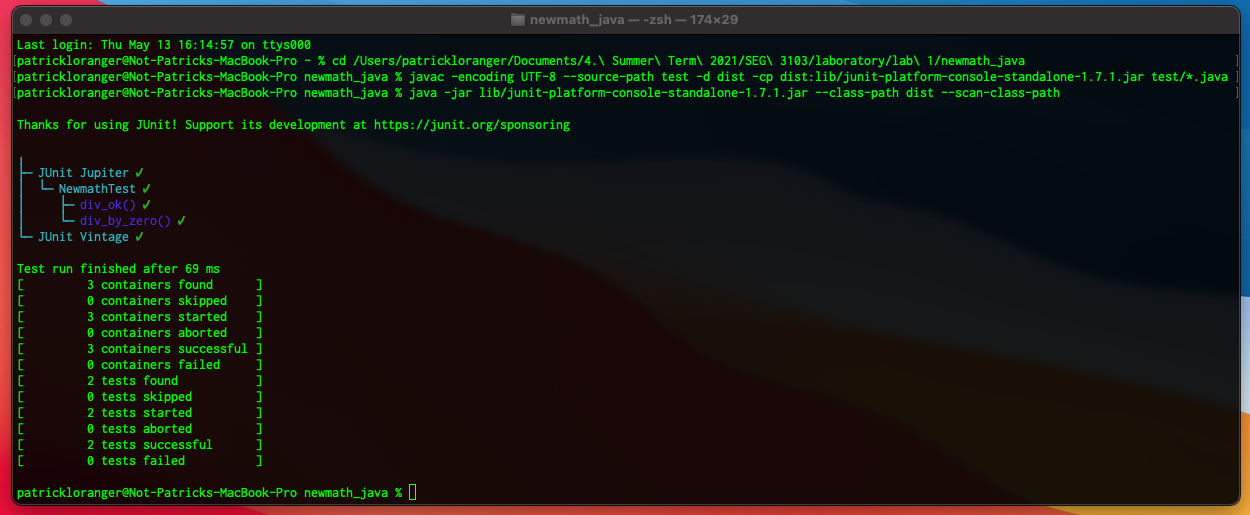 newmath_java — -zsh — 174×29
Last login: Thu May 13 16:14:57 on ttys000
[patrickloranger@Not-Patricks-MacBook-Pro ~ % cd /Users/patrickloranger/Documents/4.\ Summer\ Term\ 2021/SEG\ 3103/laboratory/lab\ 1/newmath_java ]
[patrickloranger@Not-Patricks-MacBook-Pro newmath_java % javac -encoding UTF-8 --source-path test -d dist -cp dist:lib/junit-platform-console-standalone-1.7.1.jar test/*.java ]
[patrickloranger@Not-Patricks-MacBook-Pro newmath_java % java -jar lib/junit-platform-console-standalone-1.7.1.jar --class-path dist --scan-class-path ]
Thanks for using JUnit! Support its development at https://junit.org/sponsoring
╷
├─ JUnit Jupiter ✔
│  └─ NewmathTest ✔
│     ├─ div_ok() ✔
│     └─ div_by_zero() ✔
└─ JUnit Vintage ✔
Test run finished after 69 ms
[         3 containers found      ]
[         0 containers skipped    ]
[         3 containers started    ]
[         0 containers aborted    ]
[         3 containers successful ]
[         0 containers failed     ]
[         2 tests found           ]
[         0 tests skipped         ]
[         2 tests started         ]
[         0 tests aborted         ]
[         2 tests successful      ]
[         0 tests failed          ]
patrickloranger@Not-Patricks-MacBook-Pro newmath_java %